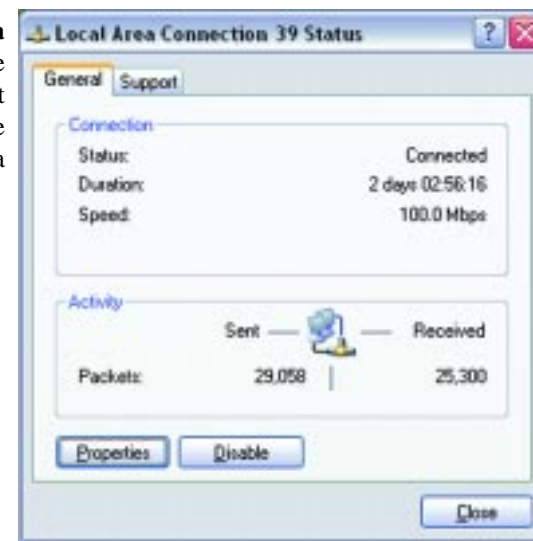 a
e
t
e
a
Local Area Connection 39 Status
General Support
Connection
Status: Connected
Duration: 2 days 02:56:16
Speed: 100.0 Mbps
Activity
Sent — — Received
Packets: 29,058 | 25,300
Properties Disable
Close